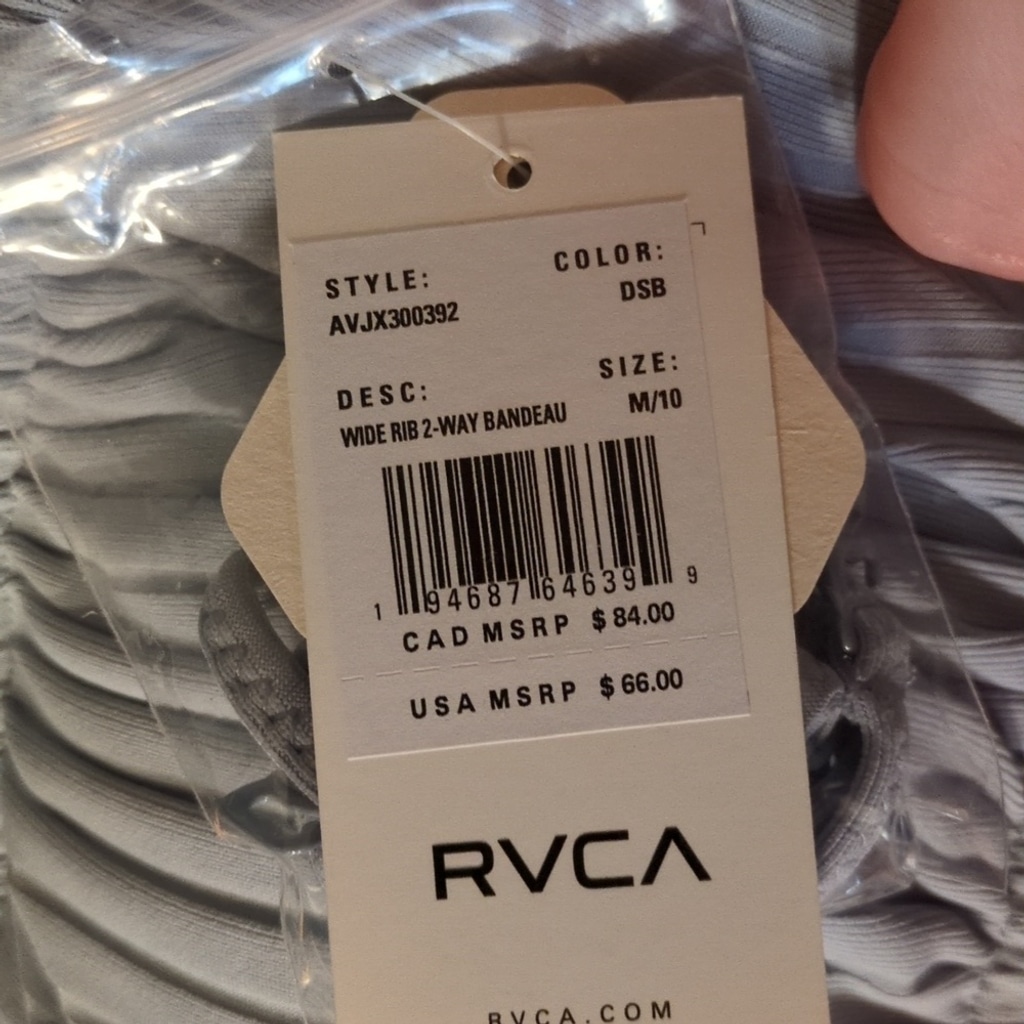 STYLE:
COLOR:
AVJX300392
DSB
DESC:
SIZE:
WIDE RIB 2-WAY BANDEAU
M/10
1 94687 64639 9
CAD MSRP $ 84.00
USA MSRP $ 66.00
RVCA
RVCA.COM